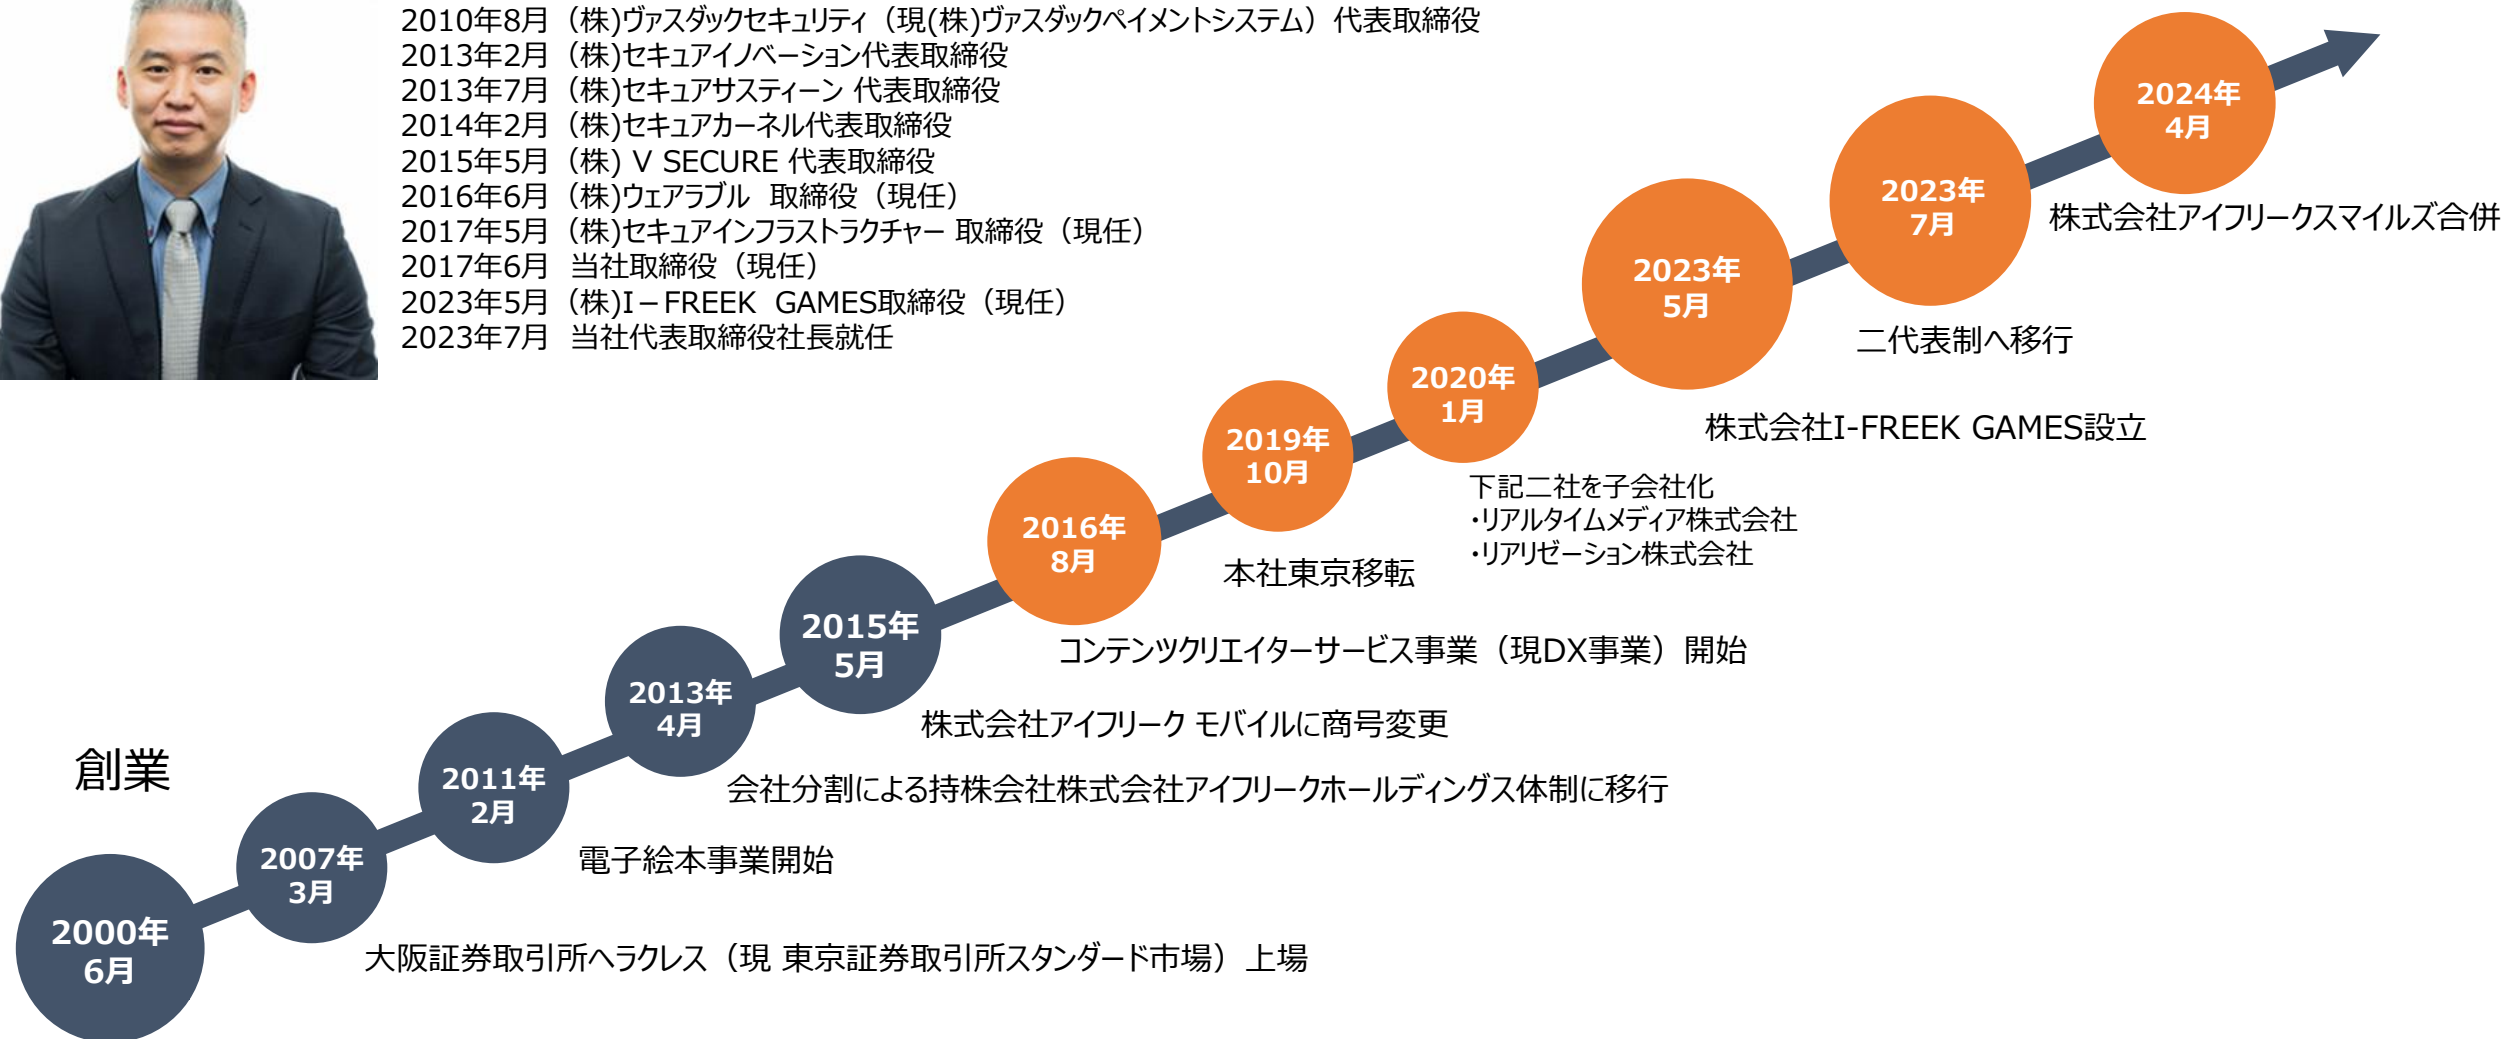 2010年8月（株)ヴァスダックセキュリティ（現(株)ヴァスダックペイメントシステム）代表取締役
2013年2月（株)セキュアイノベーション代表取締役
2013年7月（株)セキュアサスティーン 代表取締役
2014年2月（株)セキュアカーネル代表取締役
2015年5月（株) V SECURE 代表取締役
2016年6月（株)ウェアラブル 取締役（現任）
2017年5月（株)セキュアインフラストラクチャー 取締役（現任）
2017年6月 当社取締役（現任）
2023年5月（株)I－FREEK GAMES取締役（現任）
2023年7月 当社代表取締役社長就任
創業
2000年
6月
2007年
3月
大阪証券取引所ヘラクレス（現 東京証券取引所スタンダード市場）上場
2011年
2月
電子絵本事業開始
2013年
4月
会社分割による持株会社株式会社アイフリークホールディングス体制に移行
2015年
5月
株式会社アイフリーク モバイルに商号変更
2016年
8月
コンテンツクリエイターサービス事業（現DX事業）開始
2019年
10月
本社東京移転
2020年
1月
下記二社を子会社化
・リアルタイムメディア株式会社
・リアリゼーション株式会社
2023年
5月
株式会社I-FREEK GAMES設立
2023年
7月
二代表制へ移行
2024年
4月
株式会社アイフリークスマイルズ合併